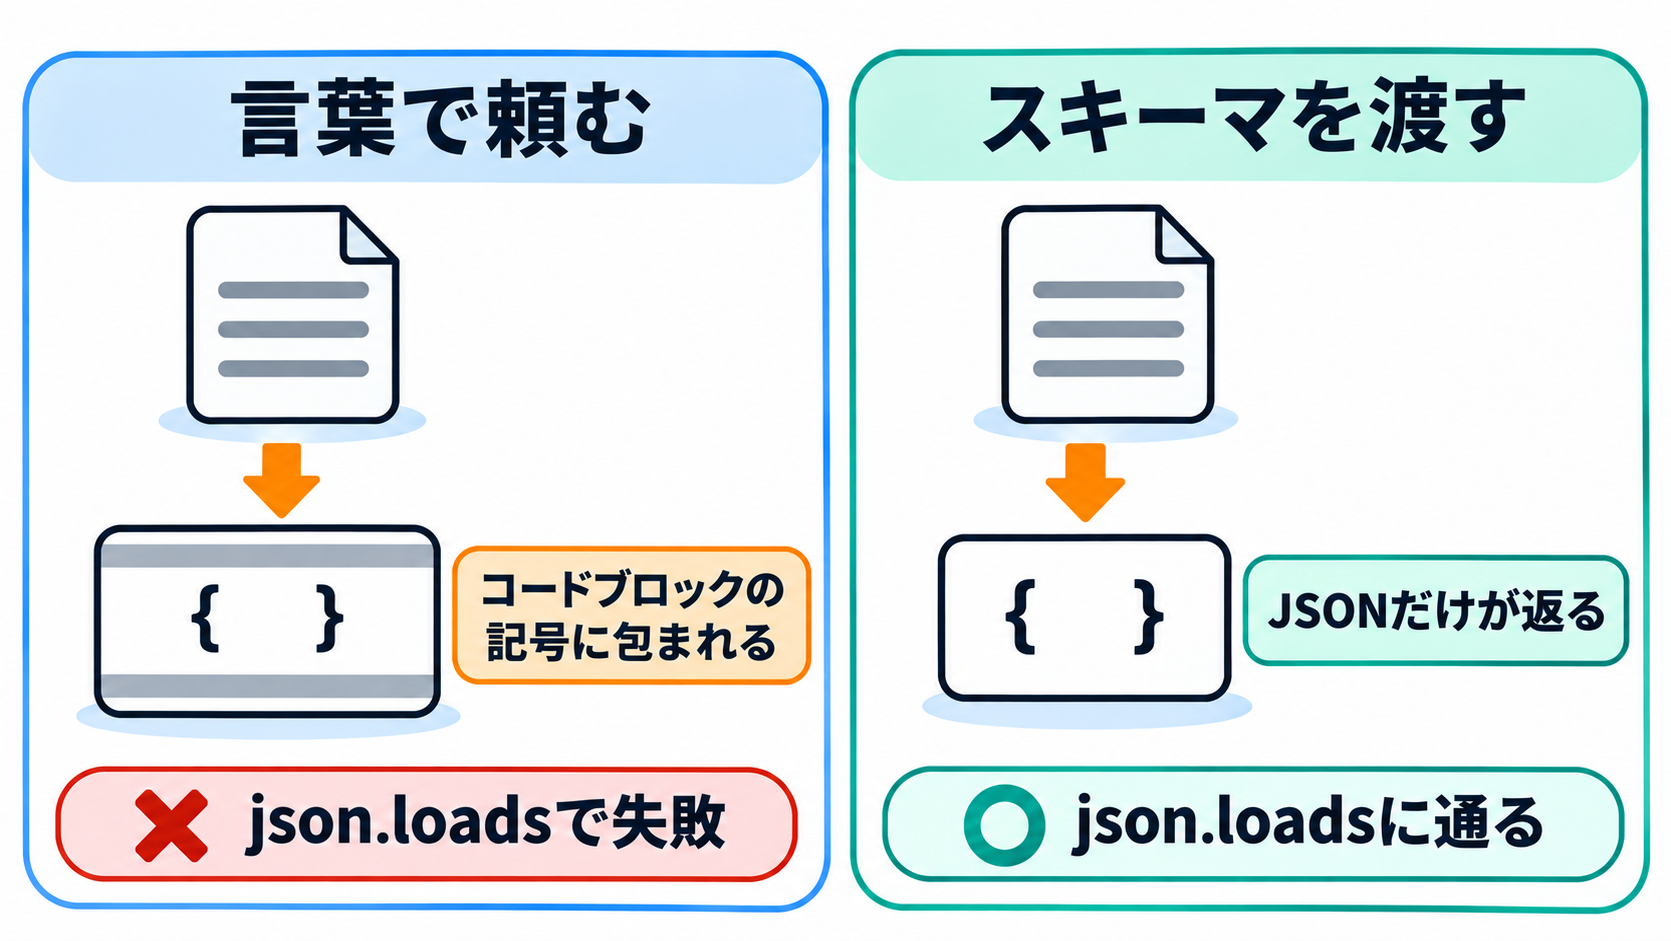 言葉で頼む
{ }
コードブロックの
記号に包まれる
json.loadsで失敗
スキーマを渡す
{ }
JSONだけが返る
json.loadsに通る